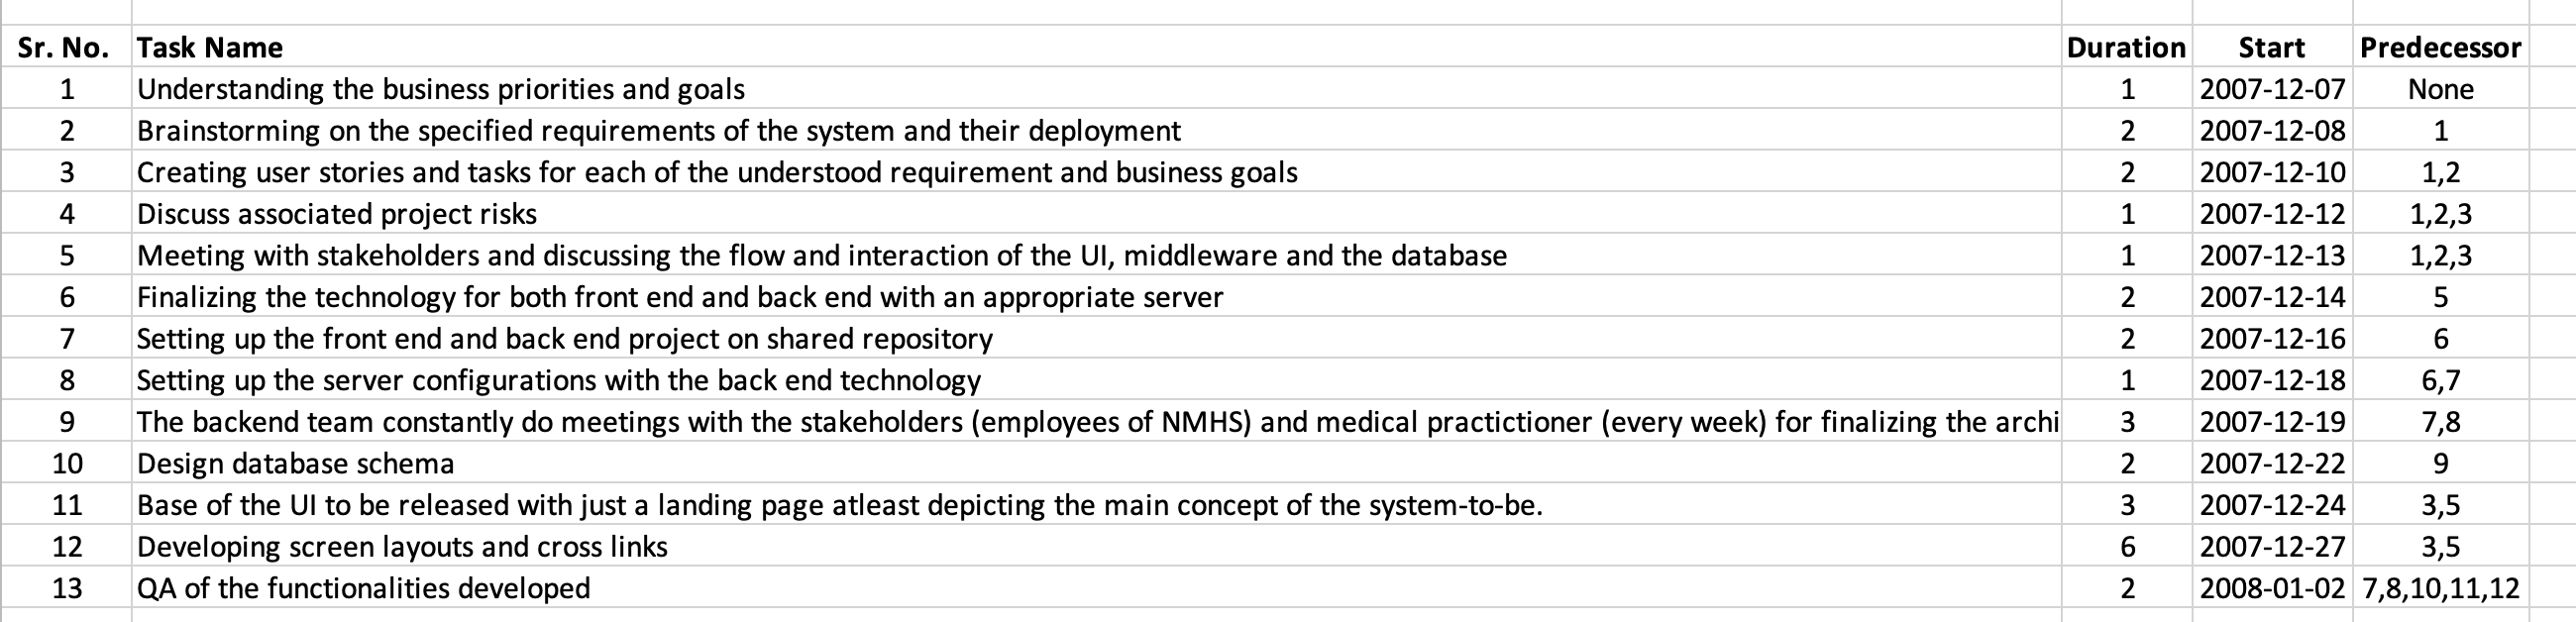 Sr. No. Task Name Duration Start Predecessor
1 Understanding the business priorities and goals 1 2007-12-07 None
2 Brainstorming on the specified requirements of the system and their deployment 2 2007-12-08 1
3 Creating user stories and tasks for each of the understood requirement and business goals 2 2007-12-10 1,2
4 Discuss associated project risks 1 2007-12-12 1,2,3
5 Meeting with stakeholders and discussing the flow and interaction of the UI, middleware and the database 1 2007-12-13 1,2,3
6 Finalizing the technology for both front end and back end with an appropriate server 2 2007-12-14 5
7 Setting up the front end and back end project on shared repository 2 2007-12-16 6
8 Setting up the server configurations with the back end technology 1 2007-12-18 6,7
9 The backend team constantly do meetings with the stakeholders (employees of NMHS) and medical practictioner (every week) for finalizing the archi 3 2007-12-19 7,8
10 Design database schema 2 2007-12-22 9
11 Base of the UI to be released with just a landing page atleast depicting the main concept of the system-to-be. 3 2007-12-24 3,5
12 Developing screen layouts and cross links 6 2007-12-27 3,5
13 QA of the functionalities developed 2 2008-01-02 7,8,10,11,12